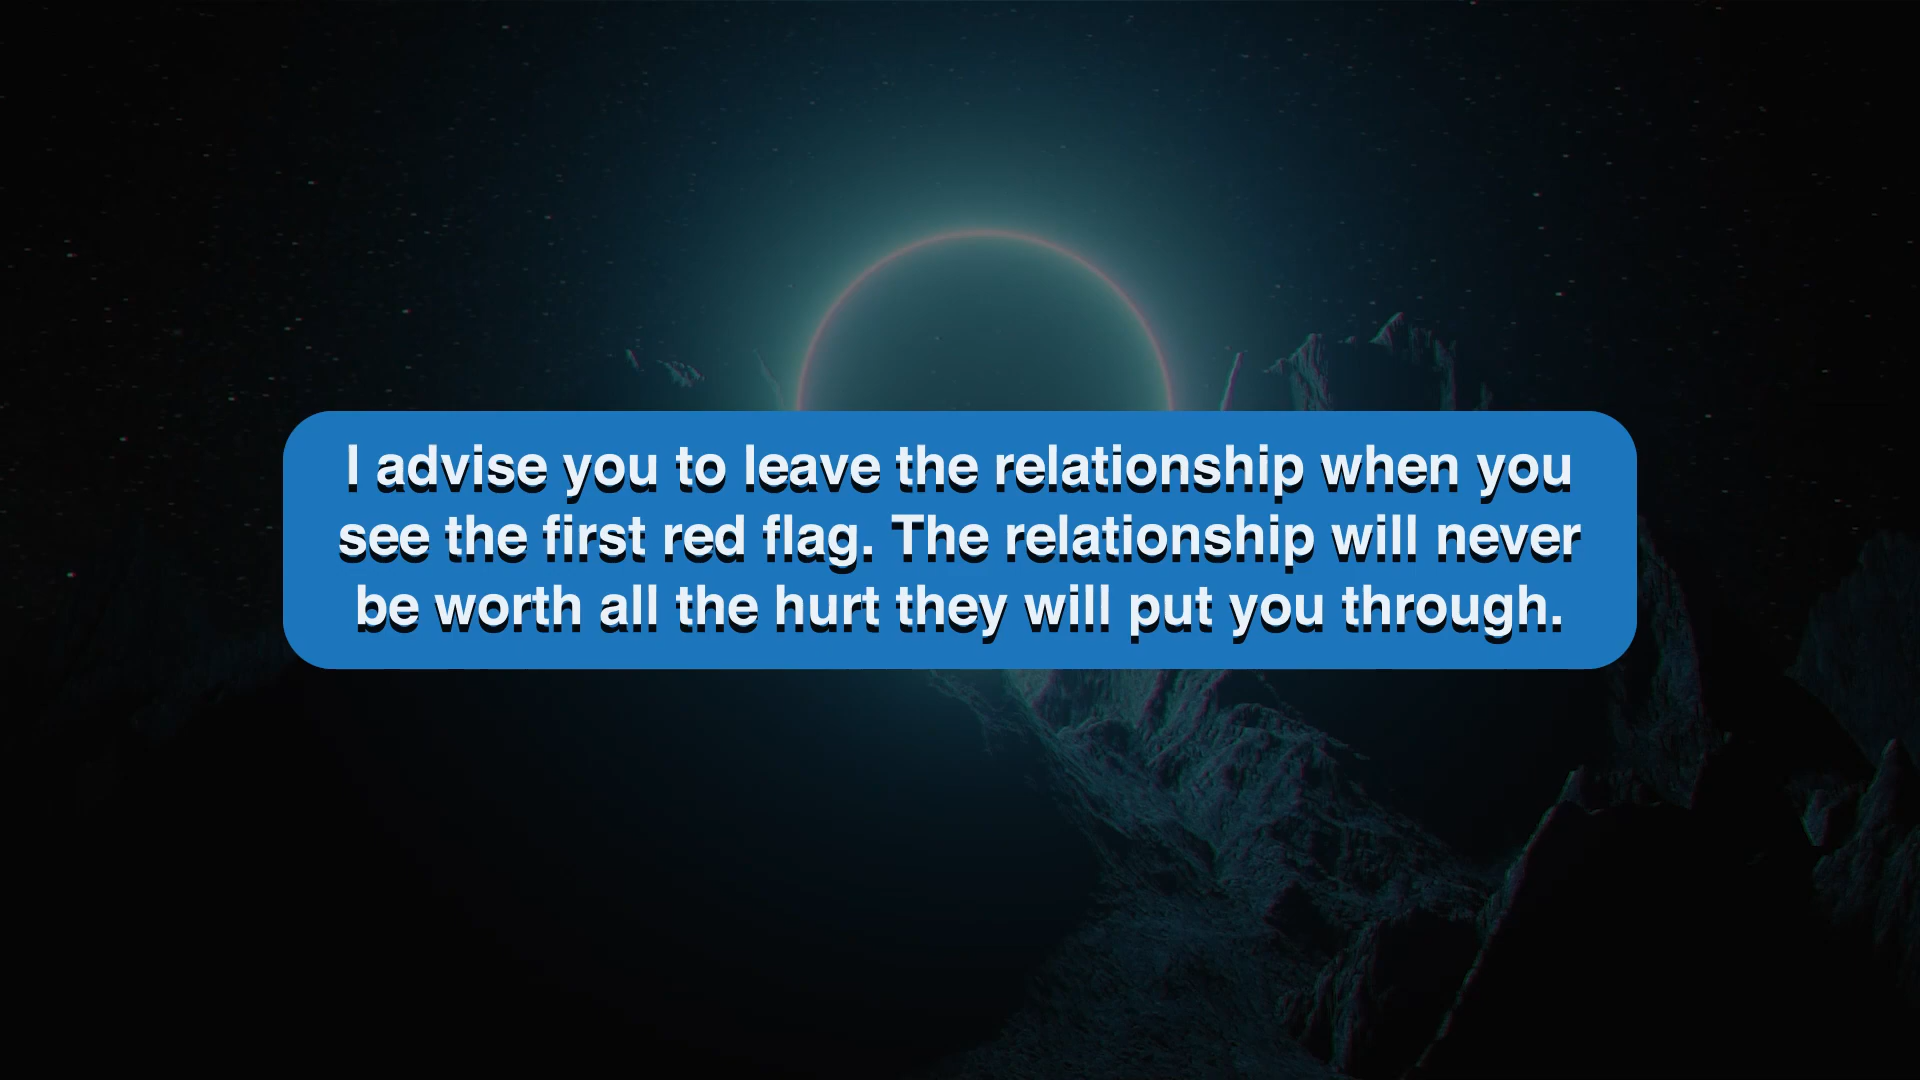 I advise you to leave the relationship when you
see the first red flag. The relationship will never
be worth all the hurt they will put you through.